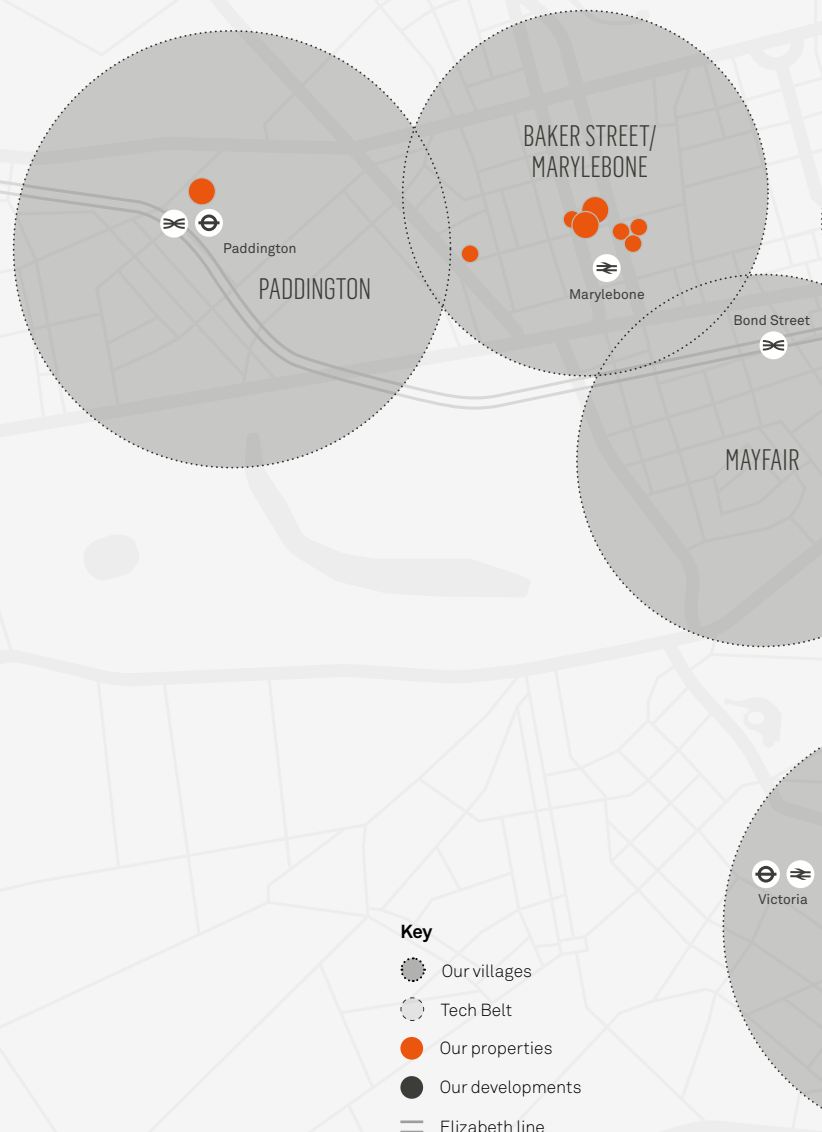 BAKER STREET/
MARYLEBONE
Paddington
PADDINGTON
Marylebone
Bond Street
MAYFAIR
Victoria
Key
Our villages
Tech Belt
Our properties
Our developments
Elizabeth line